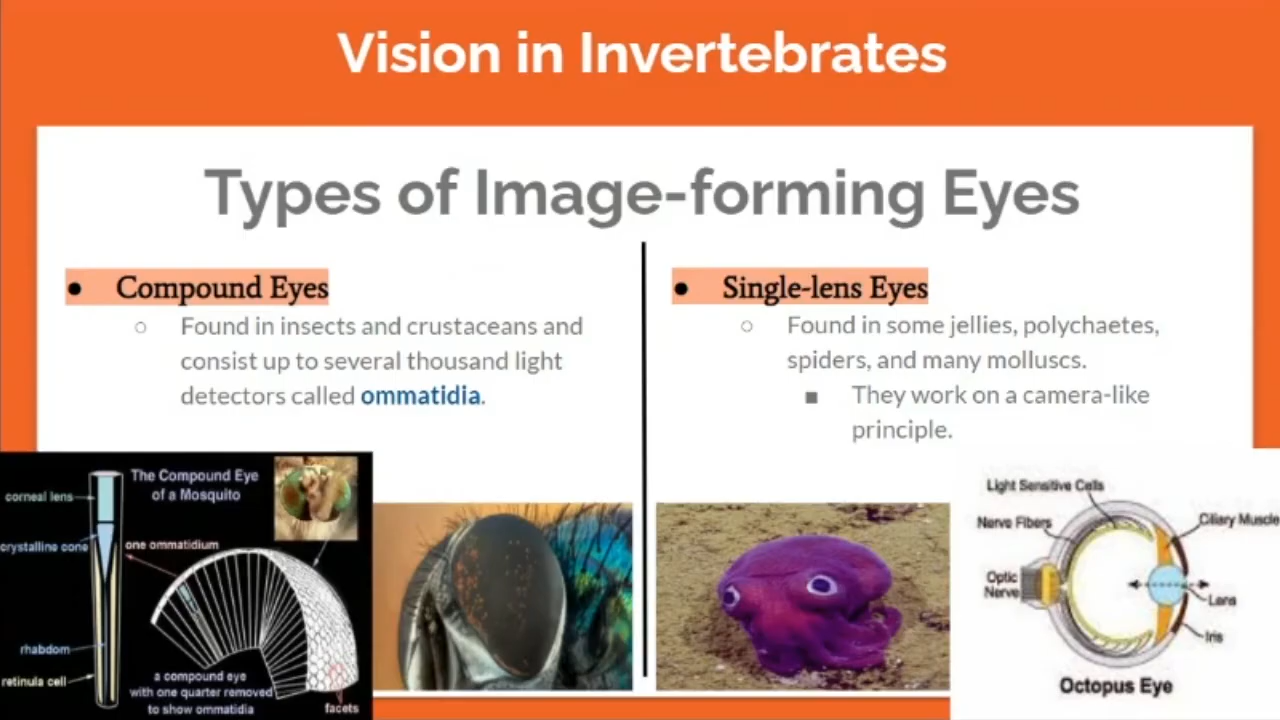 Vision in Invertebrates
Types of Image-forming Eyes
● Compound Eyes
○ Found in insects and crustaceans and
consist up to several thousand light
detectors called ommatidia.
● Single-lens Eyes
○ Found in some jellies, polychaetes,
spiders, and many molluscs.
■ They work on a camera-like
principle.
The Compound Eye
of a Mosquito
corneal lens
crystalline cone
one ommatidium
rhabdom
retinula cell
a compound eye
with one quarter removed
to show ommatidia
facets
Light Sensitive Cells
Nerve Fibers
Ciliary Muscle
Optic
Nerve
Lens
Iris
Octopus Eye